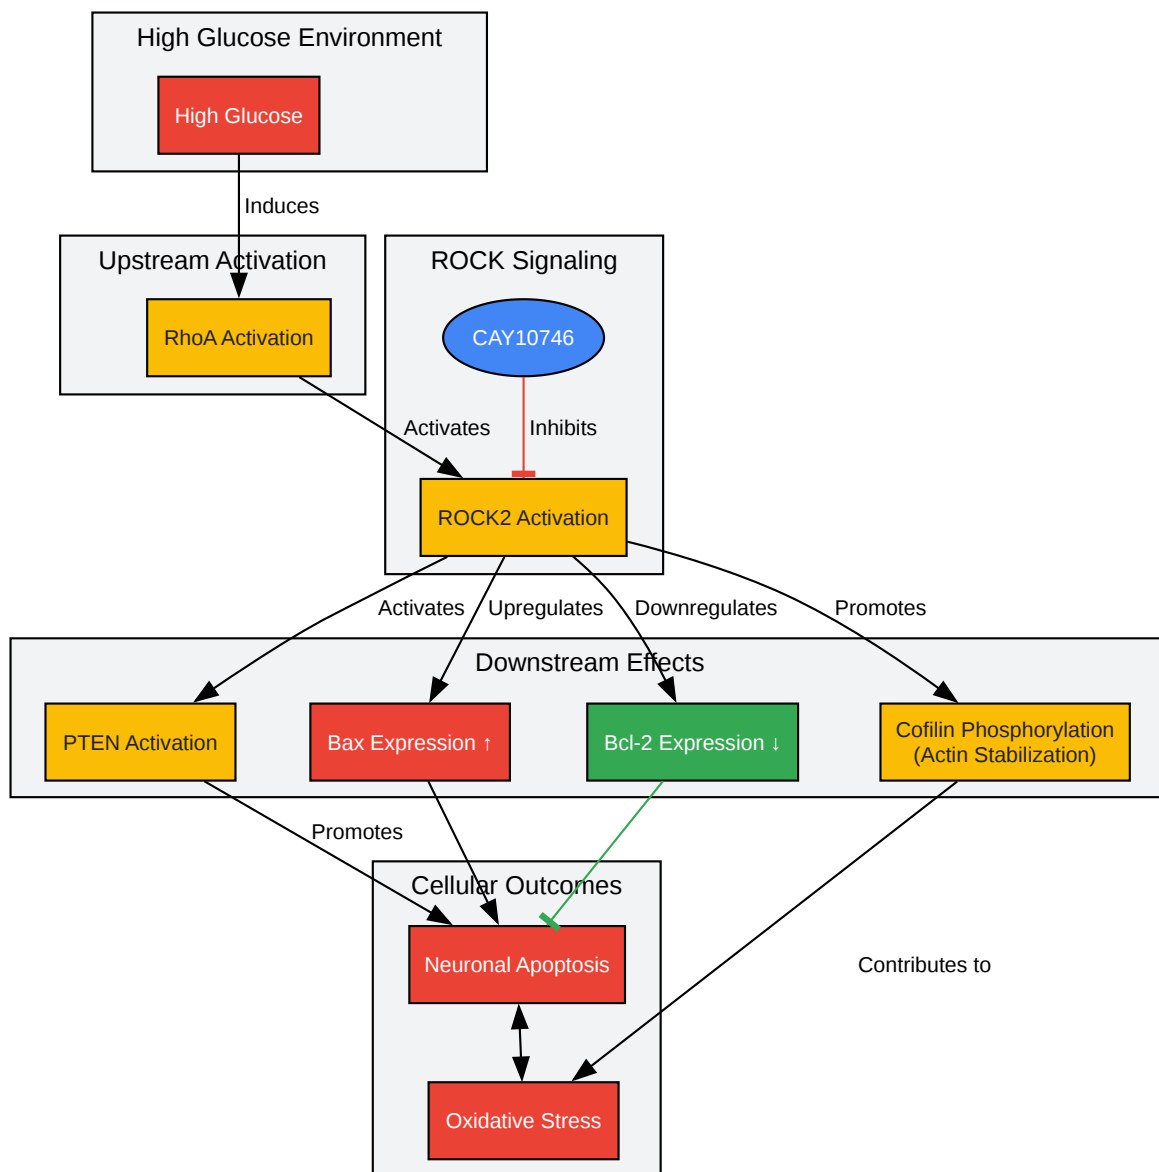 High Glucose Environment
High Glucose
Induces
Upstream Activation
ROCK Signaling
RhoA Activation
CAY10746
Activates
Inhibits
ROCK2 Activation
Activates
Upregulates
Downregulates
Promotes
Downstream Effects
PTEN Activation
Bax Expression ↑
Bcl-2 Expression ↓
Cofilin Phosphorylation
(Actin Stabilization)
Promotes
Cellular Outcomes
Neuronal Apoptosis
Contributes to
Oxidative Stress